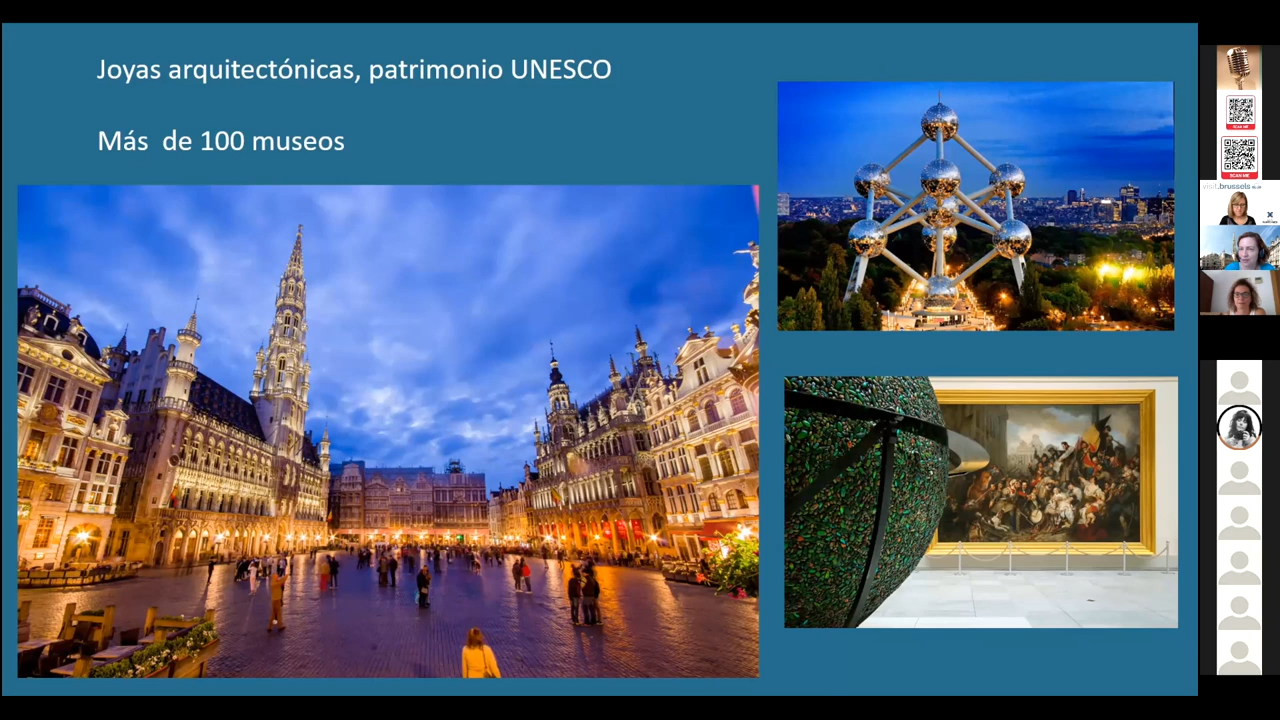 Joyas arquitectónicas, patrimonio UNESCO
Más de 100 museos
SCAN ME
SCAN ME
visit.brussels